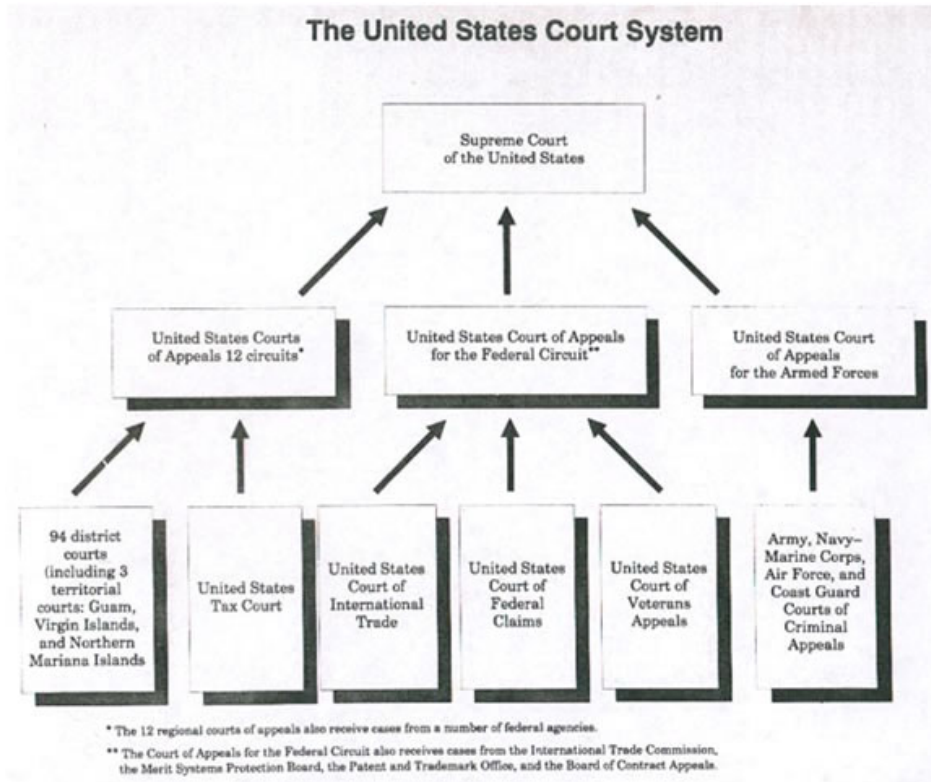 The United States Court System
Supreme Court
of the United States
United States Courts
of Appeals 12 circuits*
United States Court of Appeals
for the Federal Circuit**
United States Court
of Appeals
for the Armed Forces
94 district
courts
(including 3
territorial
courts: Guam,
Virgin Islands,
and Northern
Mariana Islands
United States
Tax Court
United States
Court of
International
Trade
United States
Court of
Federal
Claims
United States
Court of
Veterans
Appeals
Army, Navy–
Marine Corps,
Air Force, and
Coast Guard
Courts of
Criminal
Appeals
* The 12 regional courts of appeals also receive cases from a number of federal agencies.
** The Court of Appeals for the Federal Circuit also receives cases from the International Trade Commission,
the Merit Systems Protection Board, the Patent and Trademark Office, and the Board of Contract Appeals.